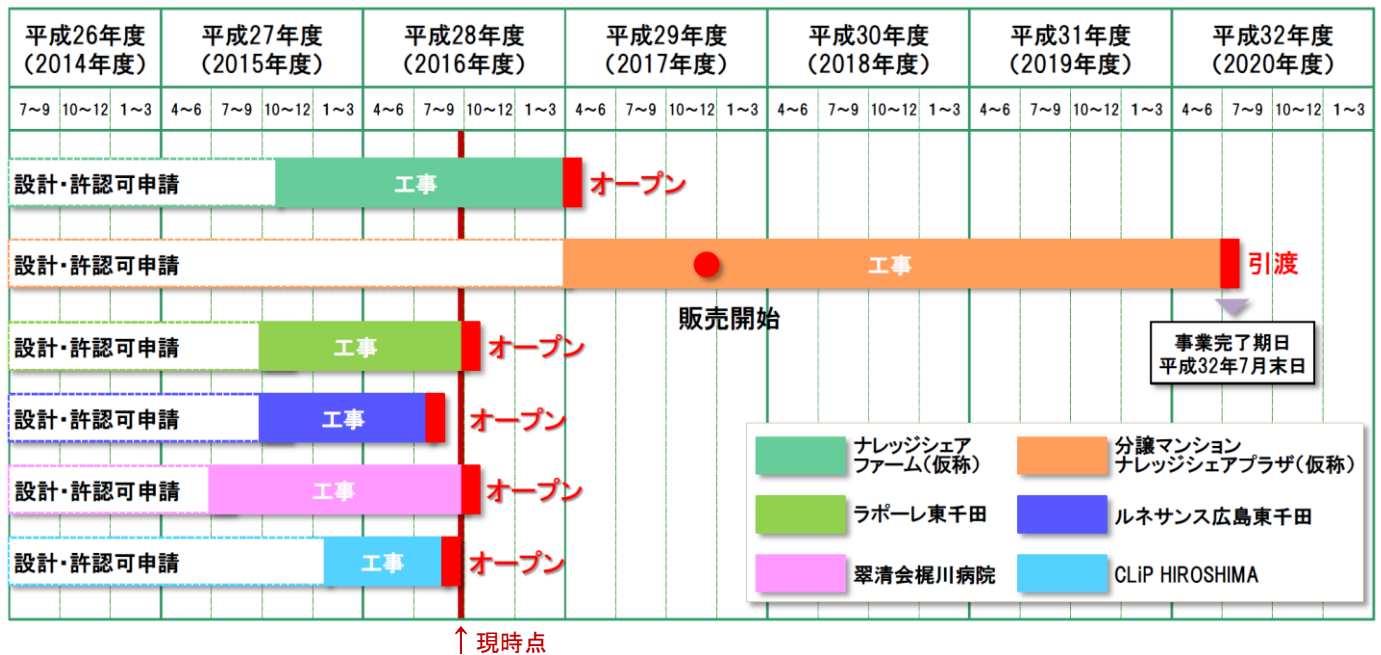 平成26年度
(2014年度)
平成27年度
(2015年度)
平成28年度
(2016年度)
平成29年度
(2017年度)
平成30年度
(2018年度)
平成31年度
(2019年度)
平成32年度
(2020年度)
7～9 10～12 1～3 4～6 7～9 10～12 1～3 4～6 7～9 10～12 1～3 4～6 7～9 10～12 1～3 4～6 7～9 10～12 1～3 4～6 7～9 10～12 1～3 4～6 7～9 10～12 1～3
設計・許認可申請 工事 オープン
設計・許認可申請 工事 引渡
販売開始
事業完了期日
平成32年7月末日
設計・許認可申請 工事 オープン
設計・許認可申請 工事 オープン
設計・許認可申請 工事 オープン
設計・許認可申請 工事 オープン
ナレッジシェア
ファーム(仮称)
分譲マンション
ナレッジシェアプラザ(仮称)
ラポーレ東千田
ルネサンス広島東千田
翠清会梶川病院
CLiP HIROSHIMA
↑ 現時点